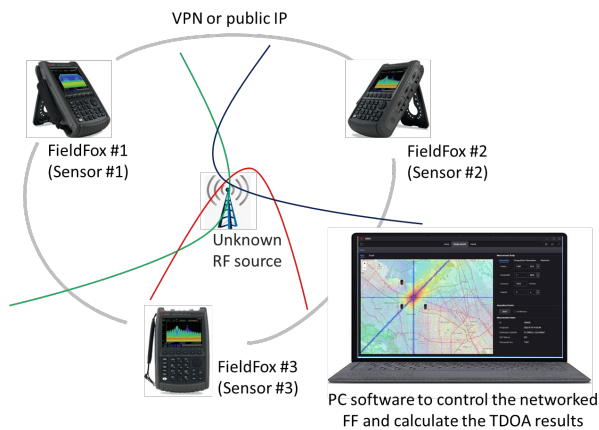 VPN or public IP
FieldFox #1
(Sensor #1)
FieldFox #2
(Sensor #2)
Unknown
RF source
FieldFox #3
(Sensor #3)
PC software to control the networked
FF and calculate the TDOA results